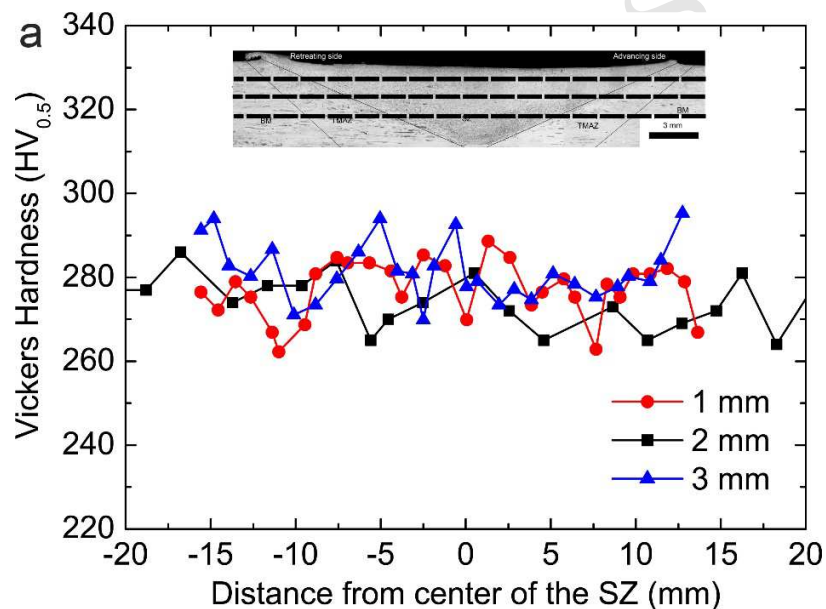 a
Retreating side
Advancing side
BM
TMAZ
SZ
TMAZ
BM
3 mm
Vickers Hardness (HV0.5)
340
320
300
280
260
240
220
1 mm
2 mm
3 mm
-20 -15 -10 -5 0 5 10 15 20
Distance from center of the SZ (mm)